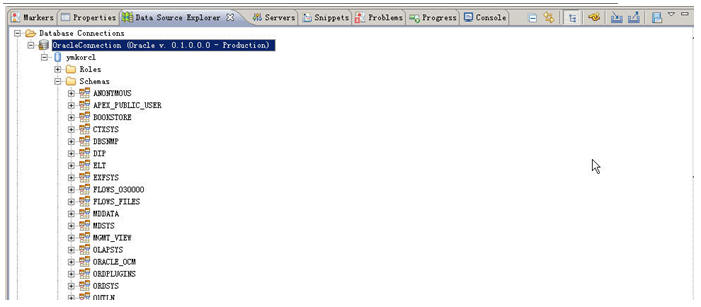 Markers Properties Data Source Explorer Servers Snippets Problems Progress Console
Database Connections
OracleConnection (Oracle v. 0.1.0.0.0 - Production)
ymkorcl
Roles
Schemas
ANONYMOUS
APEX_PUBLIC_USER
BOOKSTORE
CTXSYS
DBSNMP
DIP
ELT
EXFSYS
FLOWS_030000
FLOWS_FILES
MDDATA
MDSYS
MGMT_VIEW
OLAPSYS
ORACLE_OCM
ORDPLUGINS
ORDSYS
OUTLN